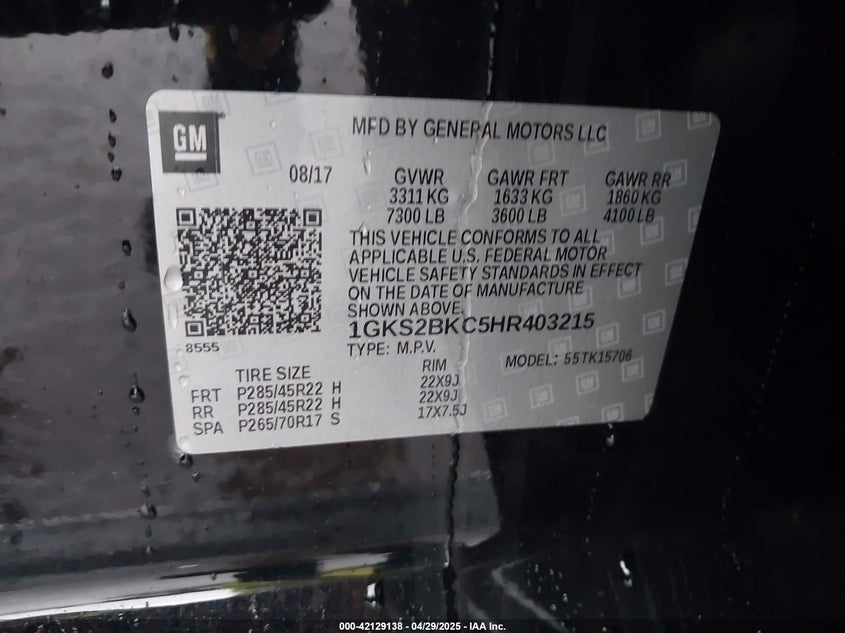 GM
MFD BY GENERAL MOTORS LLC
08/17
GVWR GAWR FRT GAWR RR
3311 KG 1633 KG 1860 KG
7300 LB 3600 LB 4100 LB
THIS VEHICLE CONFORMS TO ALL
APPLICABLE U.S. FEDERAL MOTOR
VEHICLE SAFETY STANDARDS IN EFFECT
ON THE DATE OF MANUFACTURE
SHOWN ABOVE.
1GKS2BKC5HR403215
8555
TYPE: M.P.V. MODEL: 55TK15706
TIRE SIZE RIM
FRT P285/45R22 H 22X9J
RR P285/45R22 H 22X9J
SPA P265/70R17 S 17X7.5J
000-42129138 - 04/29/2025 - IAA Inc.